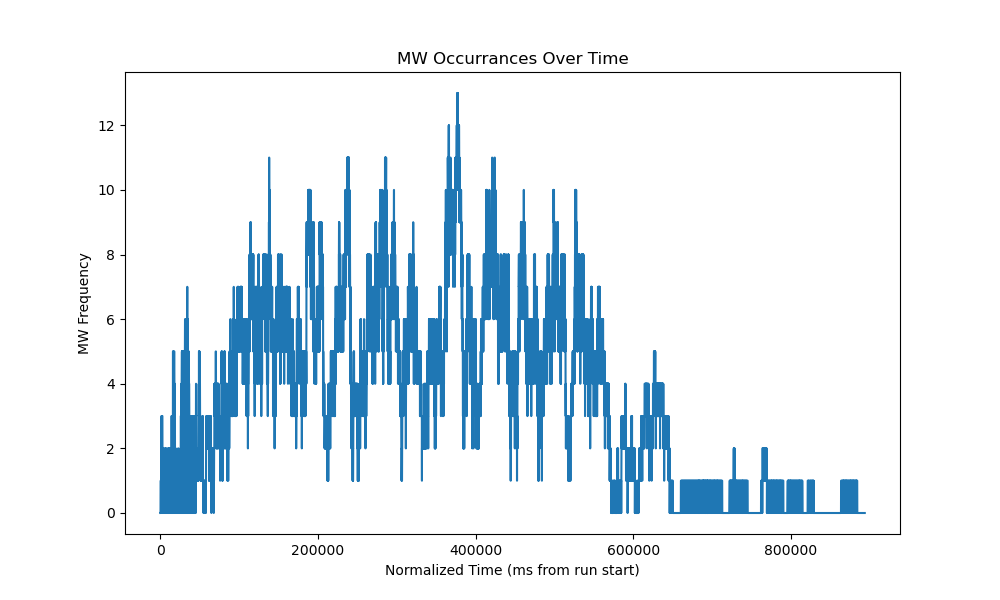 MW Occurrances Over Time
MW Frequency
12
10
8
6
4
2
0
0 200000 400000 600000 800000
Normalized Time (ms from run start)